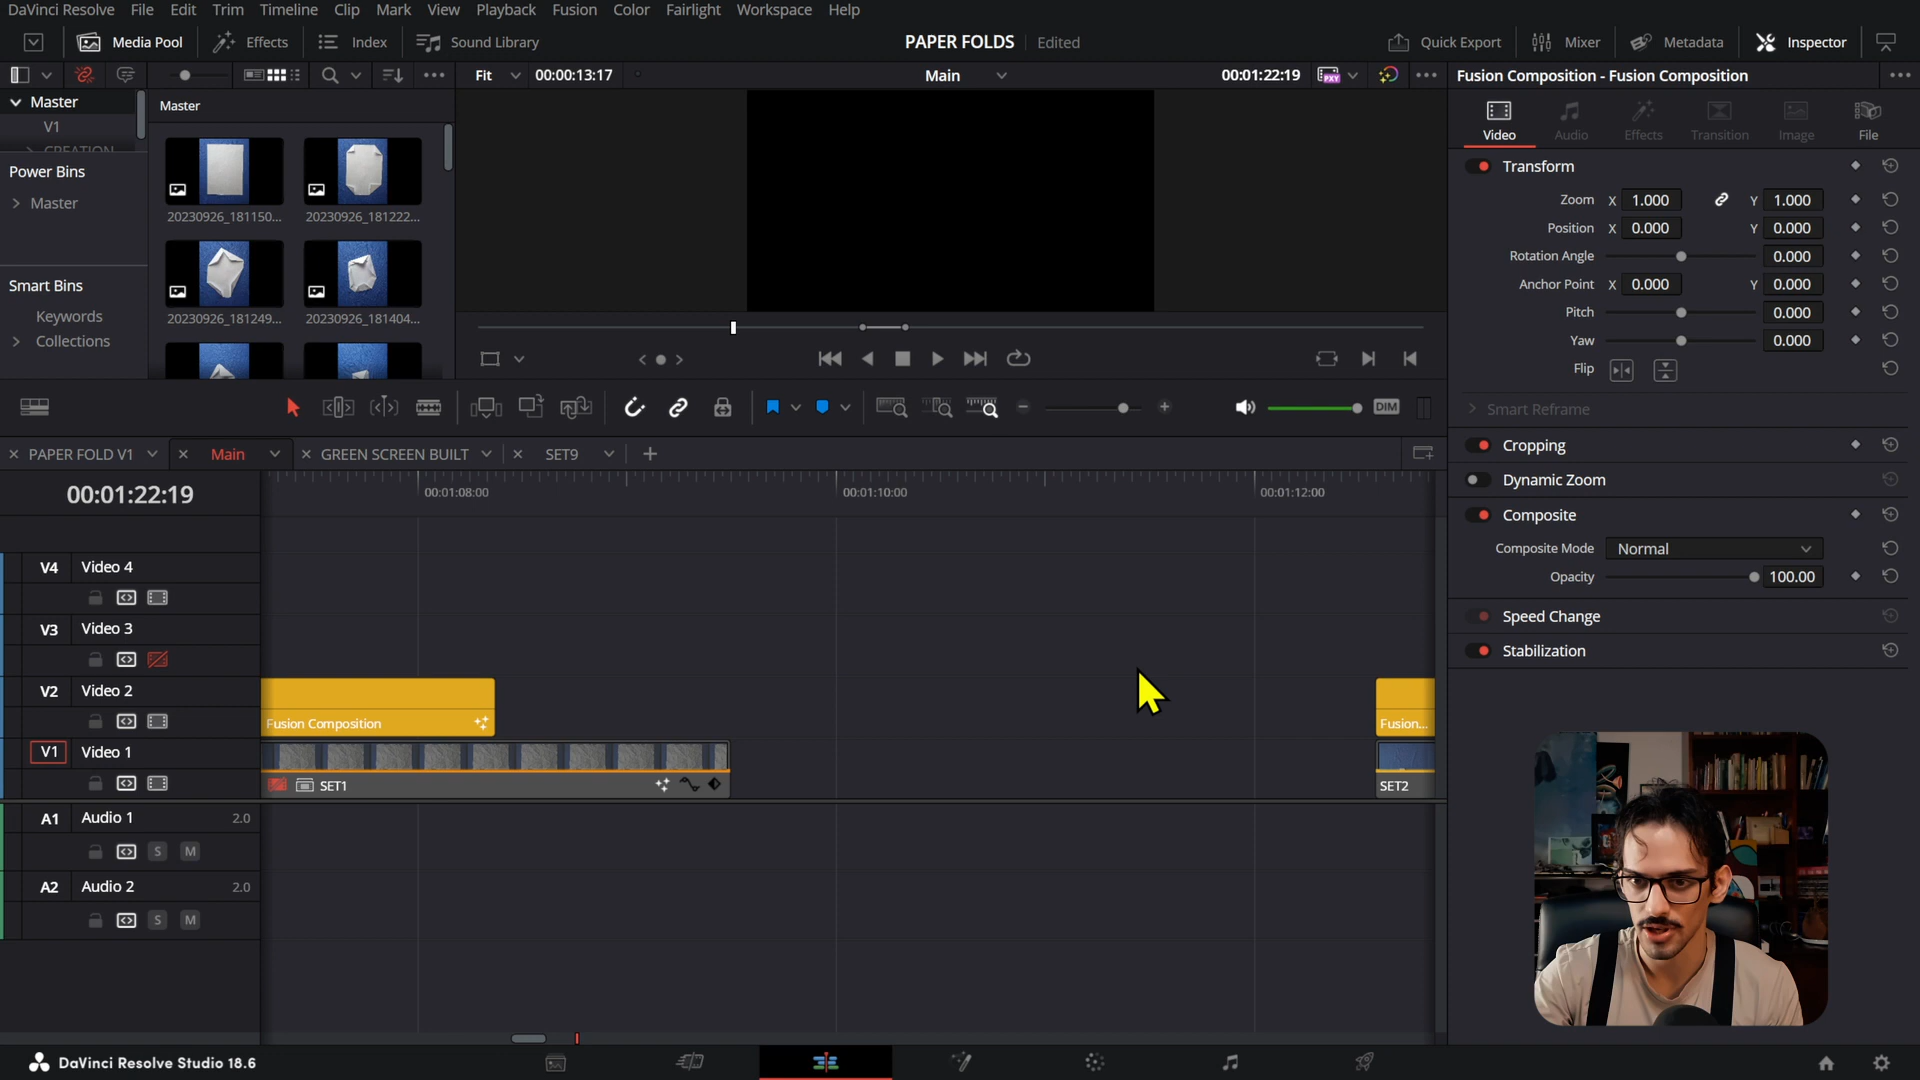 DaVinci Resolve File Edit Trim Timeline Clip Mark View Playback Fusion Color Fairlight Workspace Help
Media Pool Effects Index Sound Library PAPER FOLDS Edited Quick Export Mixer Metadata Inspector
Fit 00:00:13:17 Main 00:01:22:19 PXY Fusion Composition - Fusion Composition
Master
V1
CREATION
Power Bins
Master
Smart Bins
Keywords
Collections
Master
20230926_181150... 20230926_181222...
20230926_181249... 20230926_181404...
Video Audio Effects Transition Image File
Transform
Zoom X 1.000 Y 1.000
Position X 0.000 Y 0.000
Rotation Angle 0.000
Anchor Point X 0.000 Y 0.000
Pitch 0.000
Yaw 0.000
Flip
Smart Reframe
Cropping
Dynamic Zoom
Composite
Composite Mode Normal
Opacity 100.00
Speed Change
Stabilization
DIM
PAPER FOLD V1 Main GREEN SCREEN BUILT SET9
00:01:22:19
00:01:08:00 00:01:10:00 00:01:12:00
V4 Video 4
V3 Video 3
V2 Video 2
Fusion Composition Fusion...
V1 Video 1
SET1 SET2
A1 Audio 1 2.0
S M
A2 Audio 2 2.0
S M
DaVinci Resolve Studio 18.6